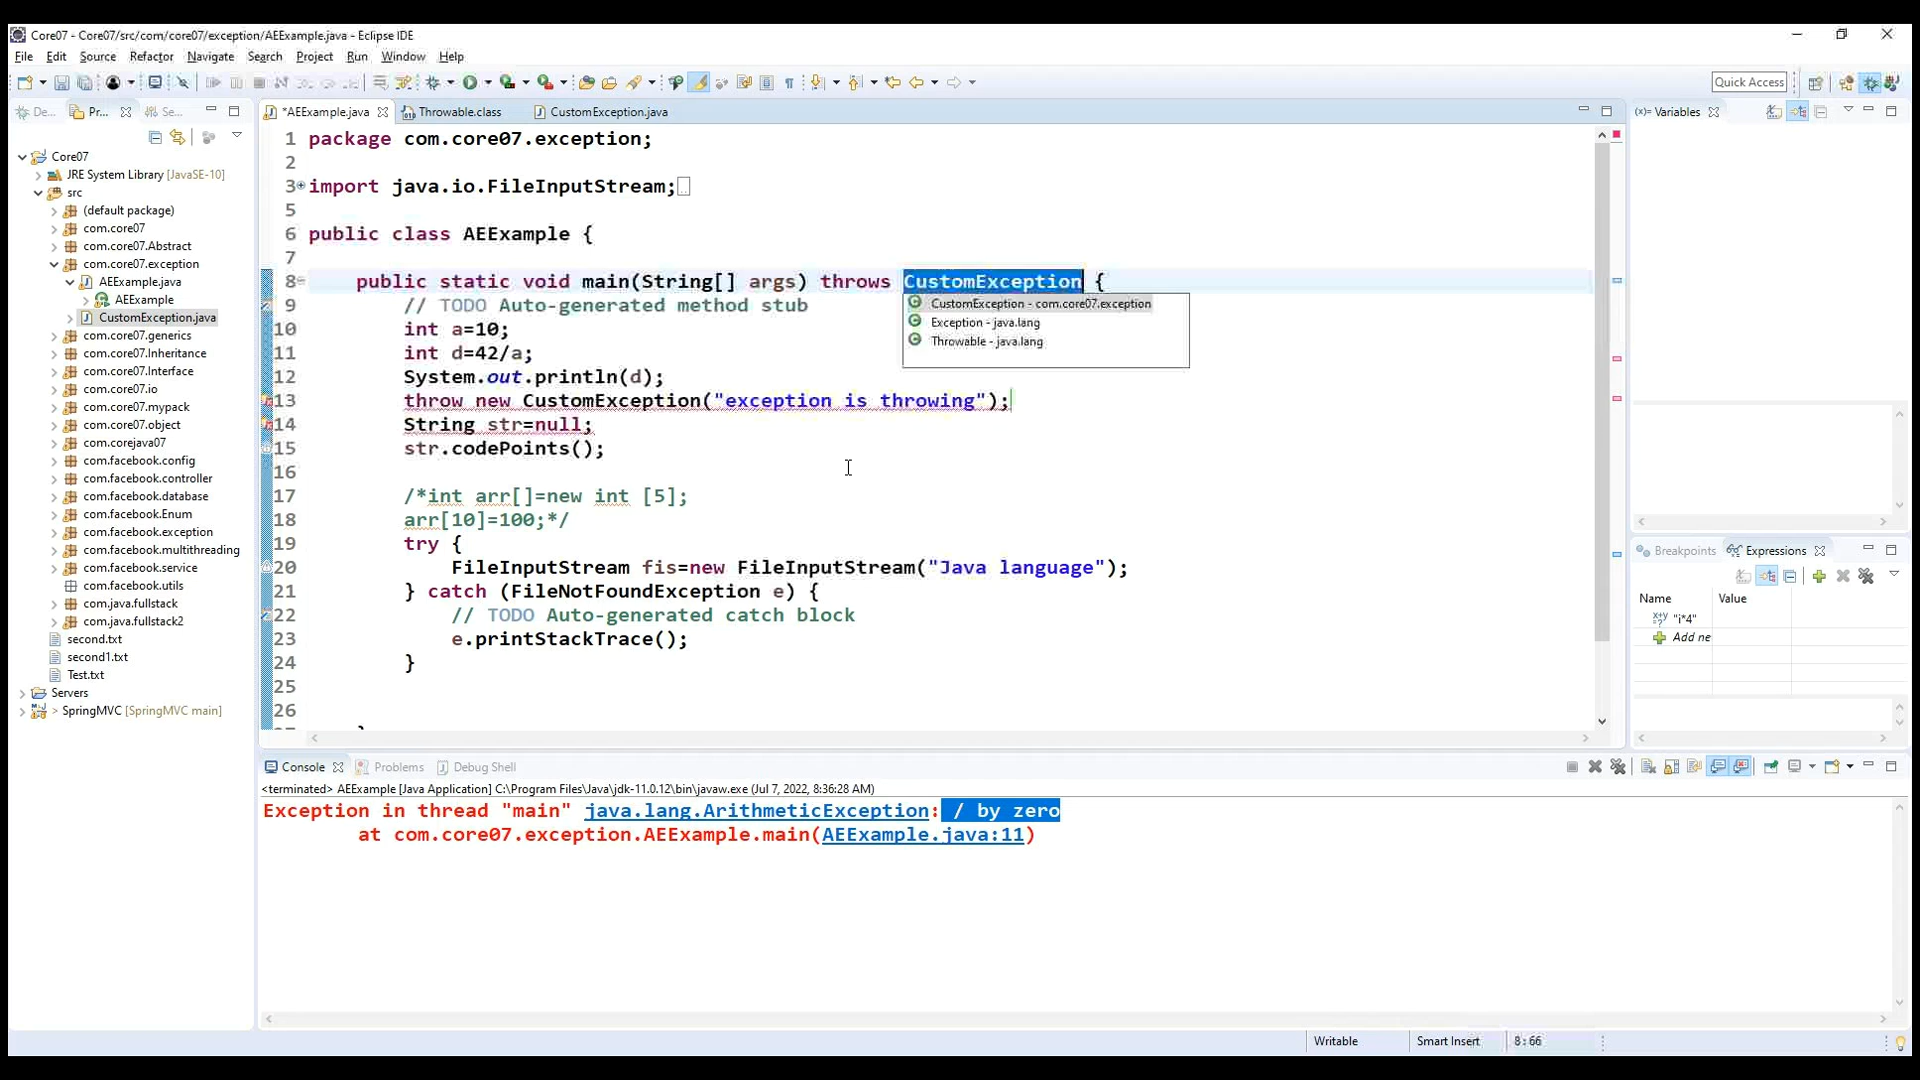 Core07 - Core07/src/com/core07/exception/AEExample.java - Eclipse IDE
File Edit Source Refactor Navigate Search Project Run Window Help
Quick Access
De... Pr... Se...
Core07
JRE System Library [JavaSE-10]
src
(default package)
com.core07
com.core07.Abstract
com.core07.exception
AEExample.java
AEExample
CustomException.java
com.core07.generics
com.core07.Inheritance
com.core07.Interface
com.core07.io
com.core07.mypack
com.core07.object
com.corejava07
com.facebook.config
com.facebook.controller
com.facebook.database
com.facebook.Enum
com.facebook.exception
com.facebook.multithreading
com.facebook.service
com.facebook.utils
com.java.fullstack
com.java.fullstack2
second.txt
second1.txt
Test.txt
Servers
> SpringMVC [SpringMVC main]
*AEExample.java Throwable.class CustomException.java
1 package com.core07.exception;
2
3 import java.io.FileInputStream;
5
6 public class AEExample {
7
8 public static void main(String[] args) throws CustomException {
9 // TODO Auto-generated method stub
10 int a=10;
11 int d=42/a;
12 System.out.println(d);
13 throw new CustomException("exception is throwing");
14 String str=null;
15 str.codePoints();
16
17 /*int arr[]=new int [5];
18 arr[10]=100;*/
19 try {
20 FileInputStream fis=new FileInputStream("Java language");
21 } catch (FileNotFoundException e) {
22 // TODO Auto-generated catch block
23 e.printStackTrace();
24 }
25
26
CustomException - com.core07.exception
Exception - java.lang
Throwable - java.lang
(x)= Variables
Breakpoints Expressions
Name Value
"i*4"
Add ne
Console Problems Debug Shell
<terminated> AEExample [Java Application] C:\Program Files\Java\jdk-11.0.12\bin\javaw.exe (Jul 7, 2022, 8:36:28 AM)
Exception in thread "main" java.lang.ArithmeticException: / by zero
at com.core07.exception.AEExample.main(AEExample.java:11)
Writable Smart Insert 8:66